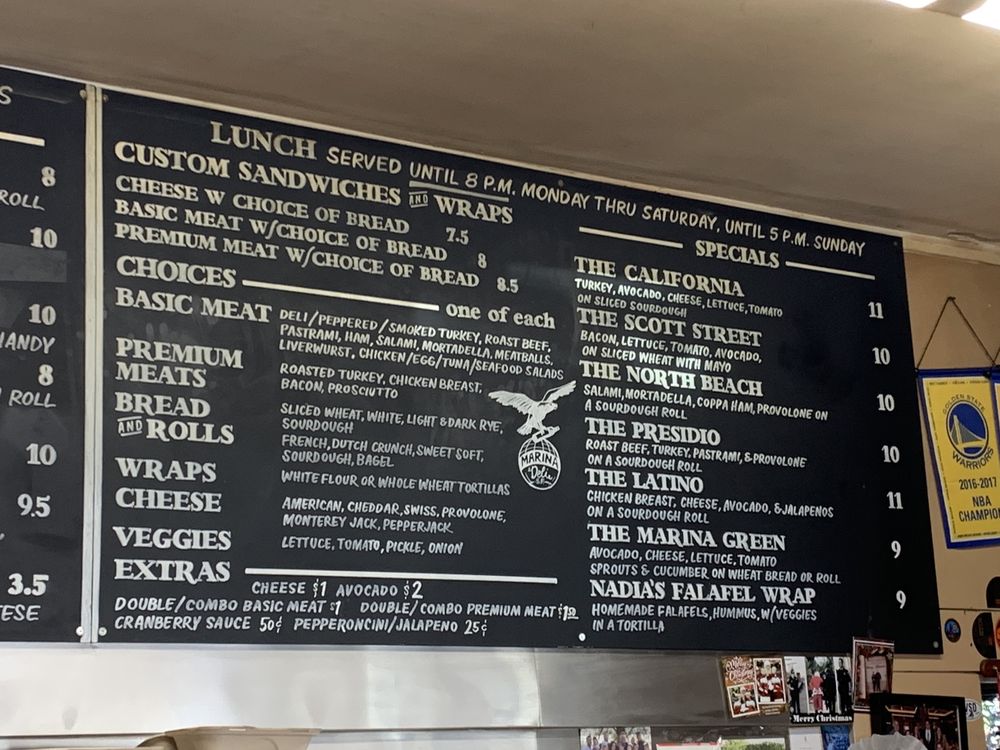 S
8
ROLL
10
10
HANDY
8
ROLL
10
9.5
3.5
LUNCH SERVED UNTIL 8 P.M. MONDAY THRU SATURDAY, UNTIL 5 P.M. SUNDAY
CUSTOM SANDWICHES AND WRAPS
CHEESE W CHOICE OF BREAD 7.5
BASIC MEAT W/CHOICE OF BREAD 8
PREMIUM MEAT W/CHOICE OF BREAD 8.5
CHOICES one of each
BASIC MEAT DELI/PEPPERED/SMOKED TURKEY, ROAST BEEF,
PASTRAMI, HAM, SALAMI, MORTADELLA, MEATBALLS,
LIVERWURST, CHICKEN/EGG/TUNA/SEAFOOD SALADS
PREMIUM MEATS ROASTED TURKEY, CHICKEN BREAST,
BACON, PROSCIUTTO
BREAD AND ROLLS SLICED WHEAT, WHITE, LIGHT & DARK RYE,
SOURDOUGH
FRENCH, DUTCH CRUNCH, SWEET SOFT,
SOURDOUGH, BAGEL
WRAPS WHITE FLOUR OR WHOLE WHEAT TORTILLAS
CHEESE AMERICAN, CHEDDAR, SWISS, PROVOLONE,
MONTEREY JACK, PEPPERJACK
VEGGIES LETTUCE, TOMATO, PICKLE, ONION
EXTRAS
CHEESE $1 AVOCADO $2
DOUBLE/COMBO BASIC MEAT $1 DOUBLE/COMBO PREMIUM MEAT $1.50
CRANBERRY SAUCE 50¢ PEPPERONCINI/JALAPENO 25¢
MARINA
Deli
SPECIALS
THE CALIFORNIA 11
TURKEY, AVOCADO, CHEESE, LETTUCE, TOMATO
ON SLICED SOURDOUGH
THE SCOTT STREET 10
BACON, LETTUCE, TOMATO, AVOCADO,
ON SLICED WHEAT WITH MAYO
THE NORTH BEACH 10
SALAMI, MORTADELLA, COPPA HAM, PROVOLONE ON
A SOURDOUGH ROLL
THE PRESIDIO 10
ROAST BEEF, TURKEY, PASTRAMI, & PROVOLONE
ON A SOURDOUGH ROLL
THE LATINO 11
CHICKEN BREAST, CHEESE, AVOCADO, & JALAPENOS
ON A SOURDOUGH ROLL
THE MARINA GREEN 9
AVOCADO, CHEESE, LETTUCE, TOMATO
SPROUTS & CUCUMBER ON WHEAT BREAD OR ROLL
NADIA'S FALAFEL WRAP 9
HOMEMADE FALAFELS, HUMMUS, W/VEGGIES
IN A TORTILLA
GOLDEN STATE
WARRIORS
2016-2017
NBA
CHAMPION
Merry Christmas
Merry Christmas